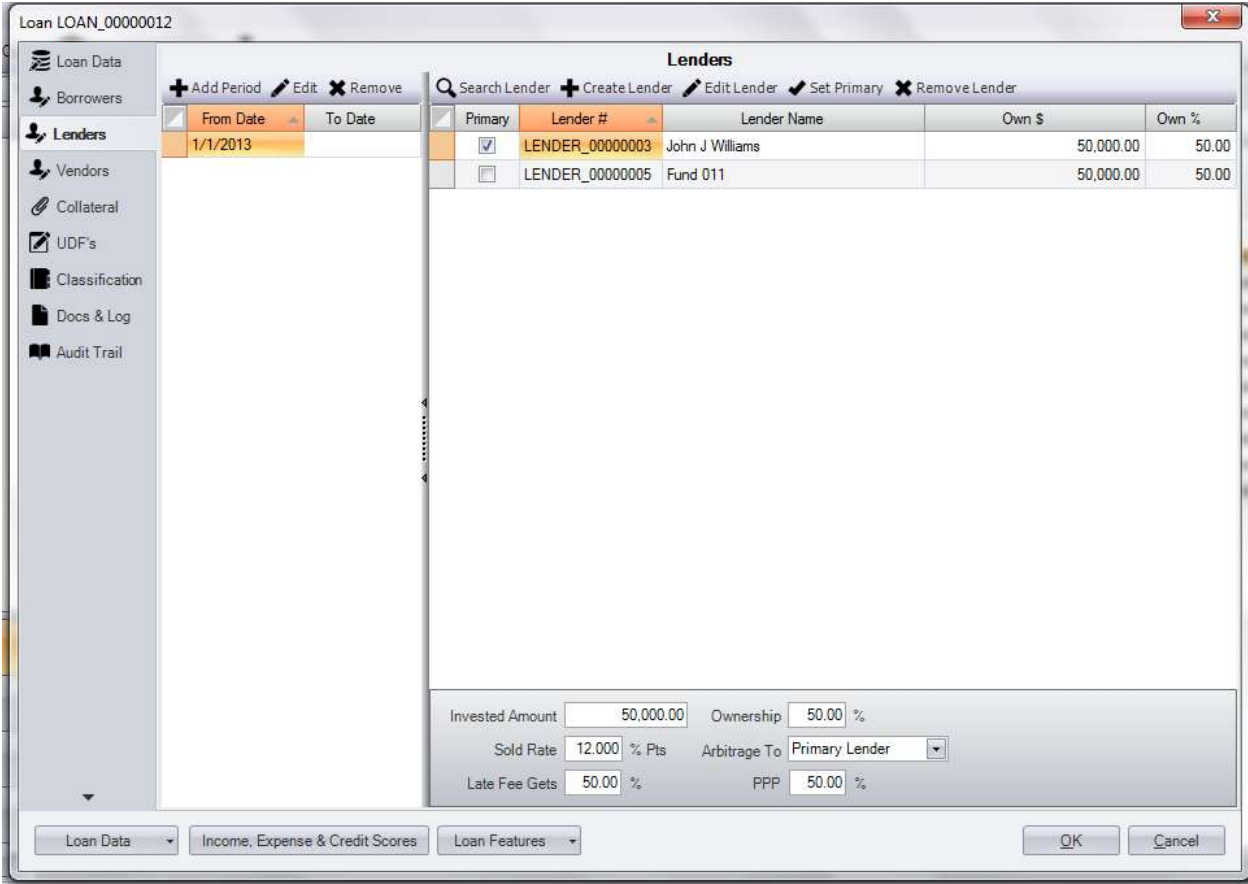 Loan LOAN_00000012
Loan Data
Borrowers
Lenders
Vendors
Collateral
UDF's
Classification
Docs & Log
Audit Trail
Lenders
Add Period Edit Remove
From Date To Date
1/1/2013
Search Lender Create Lender Edit Lender Set Primary Remove Lender
Primary Lender # Lender Name Own $ Own %
LENDER_00000003 John J Williams 50,000.00 50.00
LENDER_00000005 Fund 011 50,000.00 50.00
Invested Amount 50,000.00 Ownership 50.00 %
Sold Rate 12.000 % Pts Arbitrage To Primary Lender
Late Fee Gets 50.00 % PPP 50.00 %
Loan Data Income, Expense & Credit Scores Loan Features OK Cancel